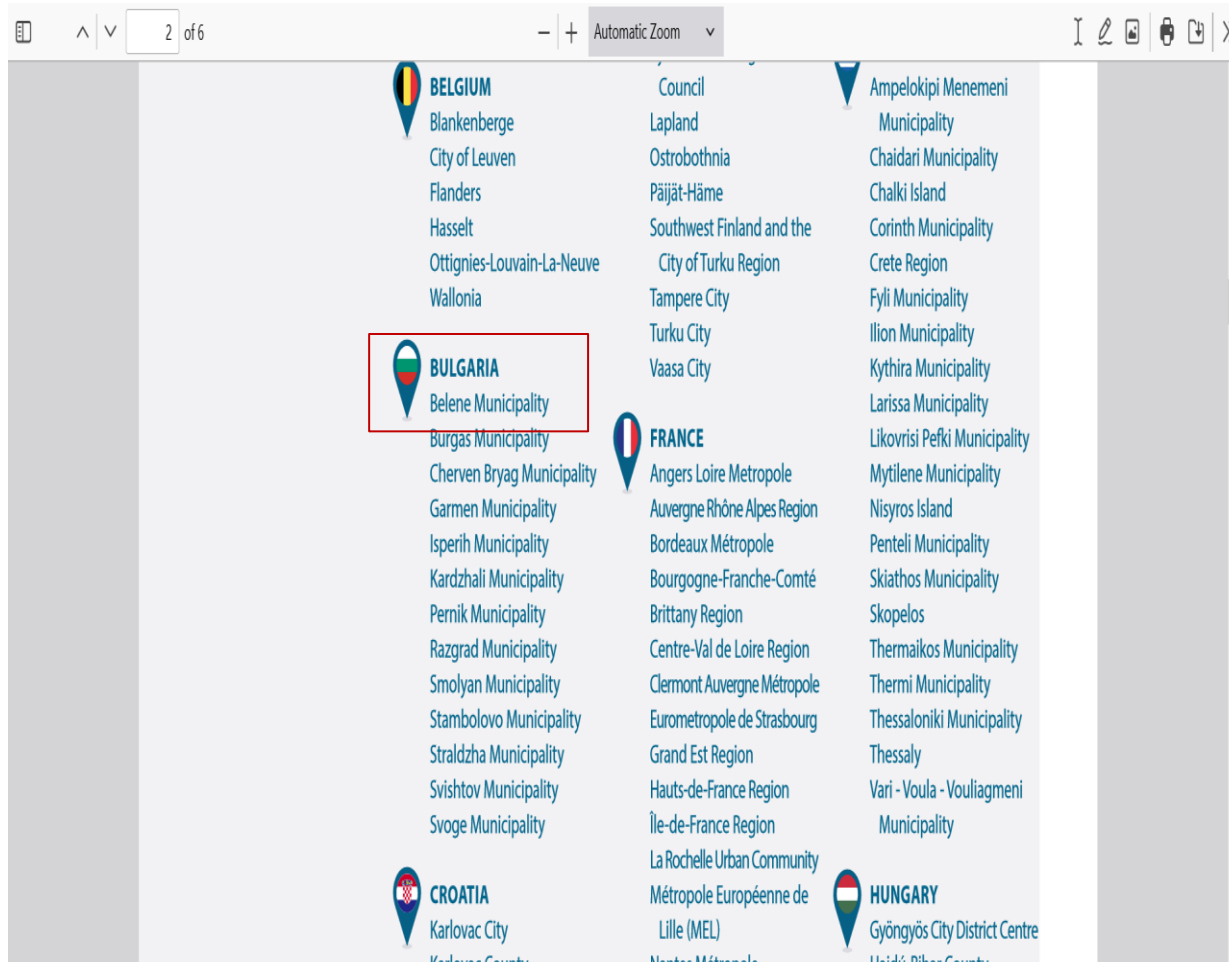 2 of 6
Automatic Zoom
BELGIUM
Blankenberge
City of Leuven
Flanders
Hasselt
Ottignies-Louvain-La-Neuve
Wallonia
BULGARIA
Belene Municipality
Burgas Municipality
Cherven Bryag Municipality
Garmen Municipality
Isperih Municipality
Kardzhali Municipality
Pernik Municipality
Razgrad Municipality
Smolyan Municipality
Stambolovo Municipality
Straldzha Municipality
Svishtov Municipality
Svoge Municipality
CROATIA
Karlovac City
Karlovac County
Council
Lapland
Ostrobothnia
Päijät-Häme
Southwest Finland and the
City of Turku Region
Tampere City
Turku City
Vaasa City
FRANCE
Angers Loire Metropole
Auvergne Rhône Alpes Region
Bordeaux Métropole
Bourgogne-Franche-Comté
Brittany Region
Centre-Val de Loire Region
Clermont Auvergne Métropole
Eurometropole de Strasbourg
Grand Est Region
Hauts-de-France Region
Île-de-France Region
La Rochelle Urban Community
Métropole Européenne de
Lille (MEL)
Nantes Métropole
Ampelokipi Menemeni
Municipality
Chaidari Municipality
Chalki Island
Corinth Municipality
Crete Region
Fyli Municipality
Ilion Municipality
Kythira Municipality
Larissa Municipality
Likovrisi Pefki Municipality
Mytilene Municipality
Nisyros Island
Penteli Municipality
Skiathos Municipality
Skopelos
Thermaikos Municipality
Thermi Municipality
Thessaloniki Municipality
Thessaly
Vari - Voula - Vouliagmeni
Municipality
HUNGARY
Gyöngyös City District Centre
Hajdú-Bihar County